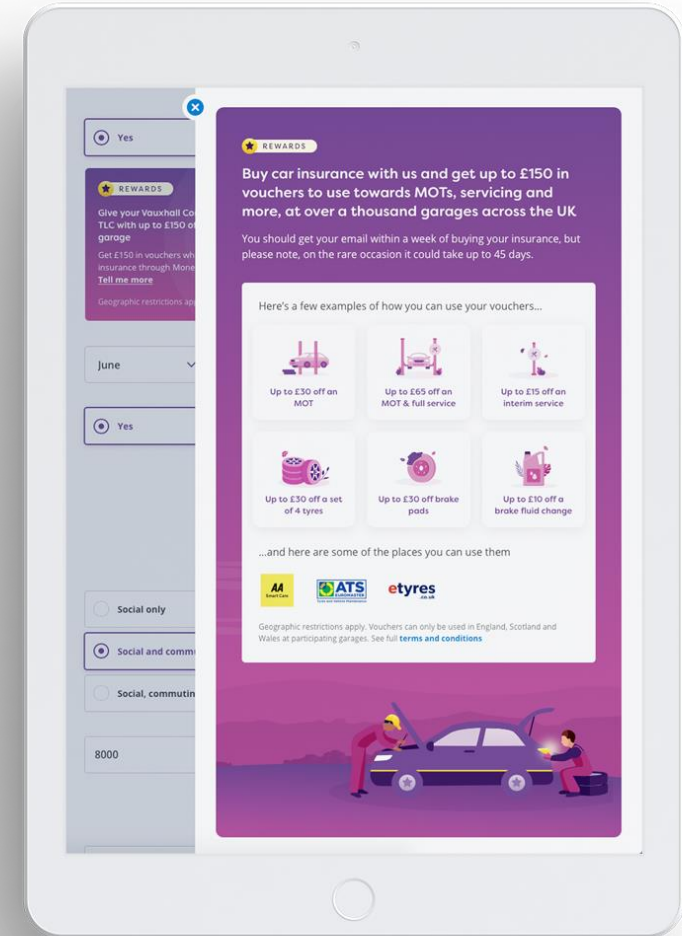 Yes
REWARDS
Give your Vauxhall
TLC with up to £150
garage
Get £150 in vouchers
insurance through
Tell me more
Geographic restrictions
June
Yes
Social only
Social and
Social,
8000
REWARDS
Buy car insurance with us and get up to £150 in
vouchers to use towards MOTs, servicing and
more, at over a thousand garages across the UK
You should get your email within a week of buying your insurance, but
please note, on the rare occasion it could take up to 45 days.
Here's a few examples of how you can use your vouchers...
Up to £30 off an
MOT
Up to £65 off an
MOT & full service
Up to £15 off an
interim service
Up to £30 off a set
of 4 tyres
Up to £30 off brake
pads
Up to £10 off a
brake fluid change
...and here are some of the places you can use them
AA
Smart Care
ATS
EUROMASTER
etyres
.co.uk
Geographic restrictions apply. Vouchers can only be used in England, Scotland and
Wales at participating garages. See full terms and conditions